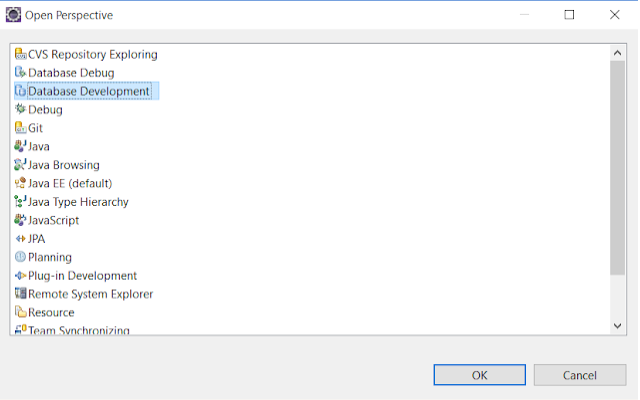 Open Perspective
CVS Repository Exploring
Database Debug
Database Development
Debug
Git
Java
Java Browsing
Java EE (default)
Java Type Hierarchy
JavaScript
JPA
Planning
Plug-in Development
Remote System Explorer
Resource
Team Synchronizing
OK
Cancel